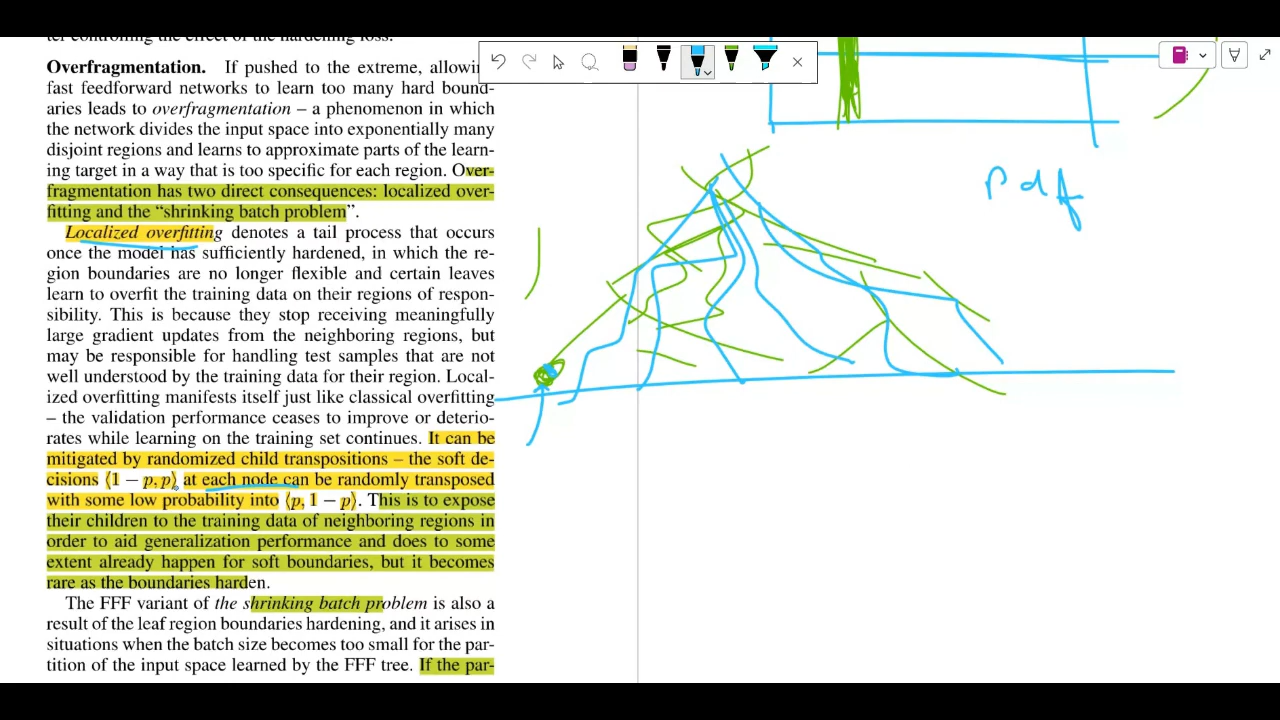 ter controlling the effect of the hardening loss.
Overfragmentation. If pushed to the extreme, allowi
fast feedforward networks to learn too many hard bound-
aries leads to overfragmentation – a phenomenon in which
the network divides the input space into exponentially many
disjoint regions and learns to approximate parts of the learn-
ing target in a way that is too specific for each region. Over-
fragmentation has two direct consequences: localized over-
fitting and the “shrinking batch problem”.
Localized overfitting denotes a tail process that occurs
once the model has sufficiently hardened, in which the re-
gion boundaries are no longer flexible and certain leaves
learn to overfit the training data on their regions of respon-
sibility. This is because they stop receiving meaningfully
large gradient updates from the neighboring regions, but
may be responsible for handling test samples that are not
well understood by the training data for their region. Local-
ized overfitting manifests itself just like classical overfitting
– the validation performance ceases to improve or deterio-
rates while learning on the training set continues. It can be
mitigated by randomized child transpositions – the soft de-
cisions ⟨1 − p, p⟩ at each node can be randomly transposed
with some low probability into ⟨p, 1 − p⟩. This is to expose
their children to the training data of neighboring regions in
order to aid generalization performance and does to some
extent already happen for soft boundaries, but it becomes
rare as the boundaries harden.
The FFF variant of the shrinking batch problem is also a
result of the leaf region boundaries hardening, and it arises in
situations when the batch size becomes too small for the par-
tition of the input space learned by the FFF tree. If the par-
pdf